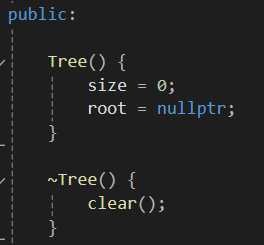 public:
Tree() {
size = 0;
root = nullptr;
}
~Tree() {
clear();
}